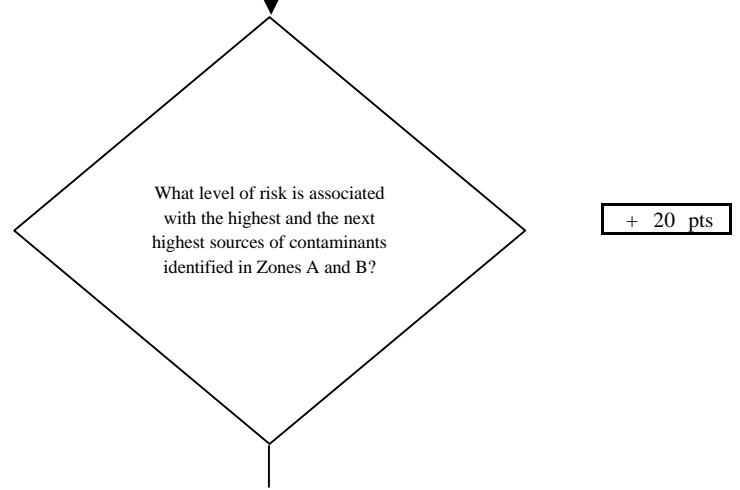 What level of risk is associated
with the highest and the next
highest sources of contaminants
identified in Zones A and B?
+ 20 pts